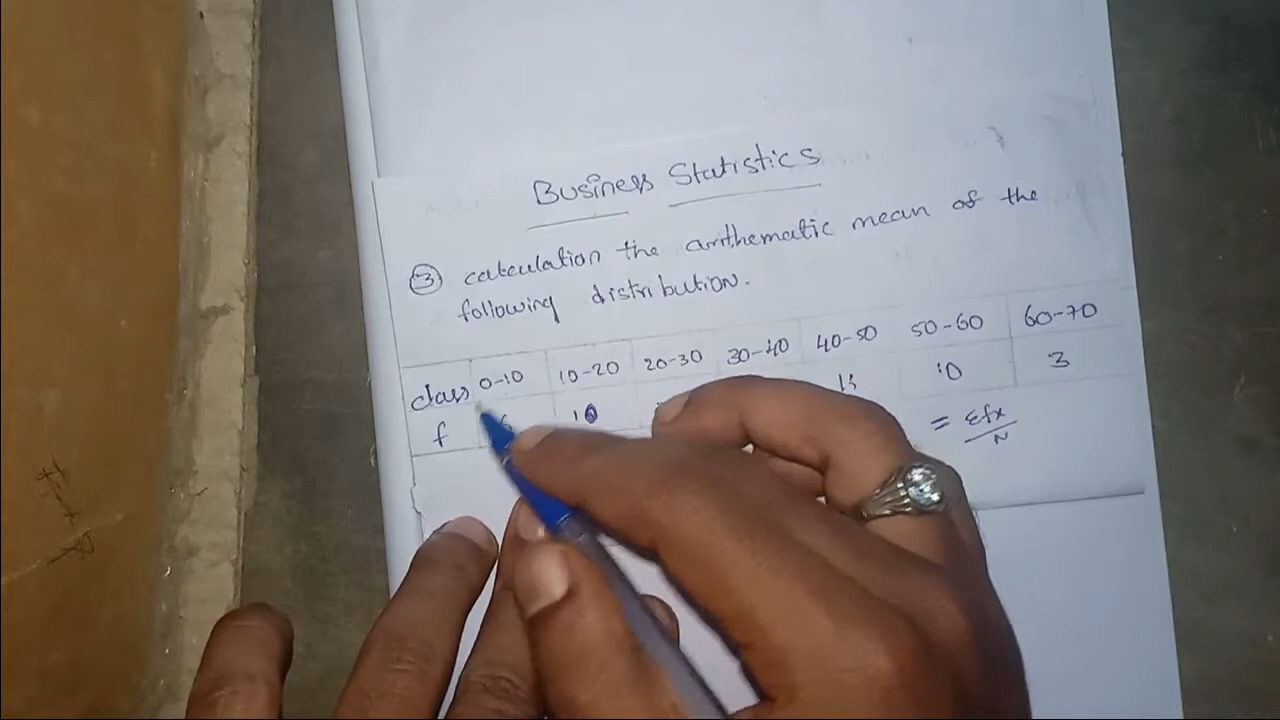 Business Statistics
3 calculation the arithematic mean of the
following distribution.
class 0-10 10-20 20-30 30-40 40-50 50-60 60-70
f 10 10 3
= Σfx
N